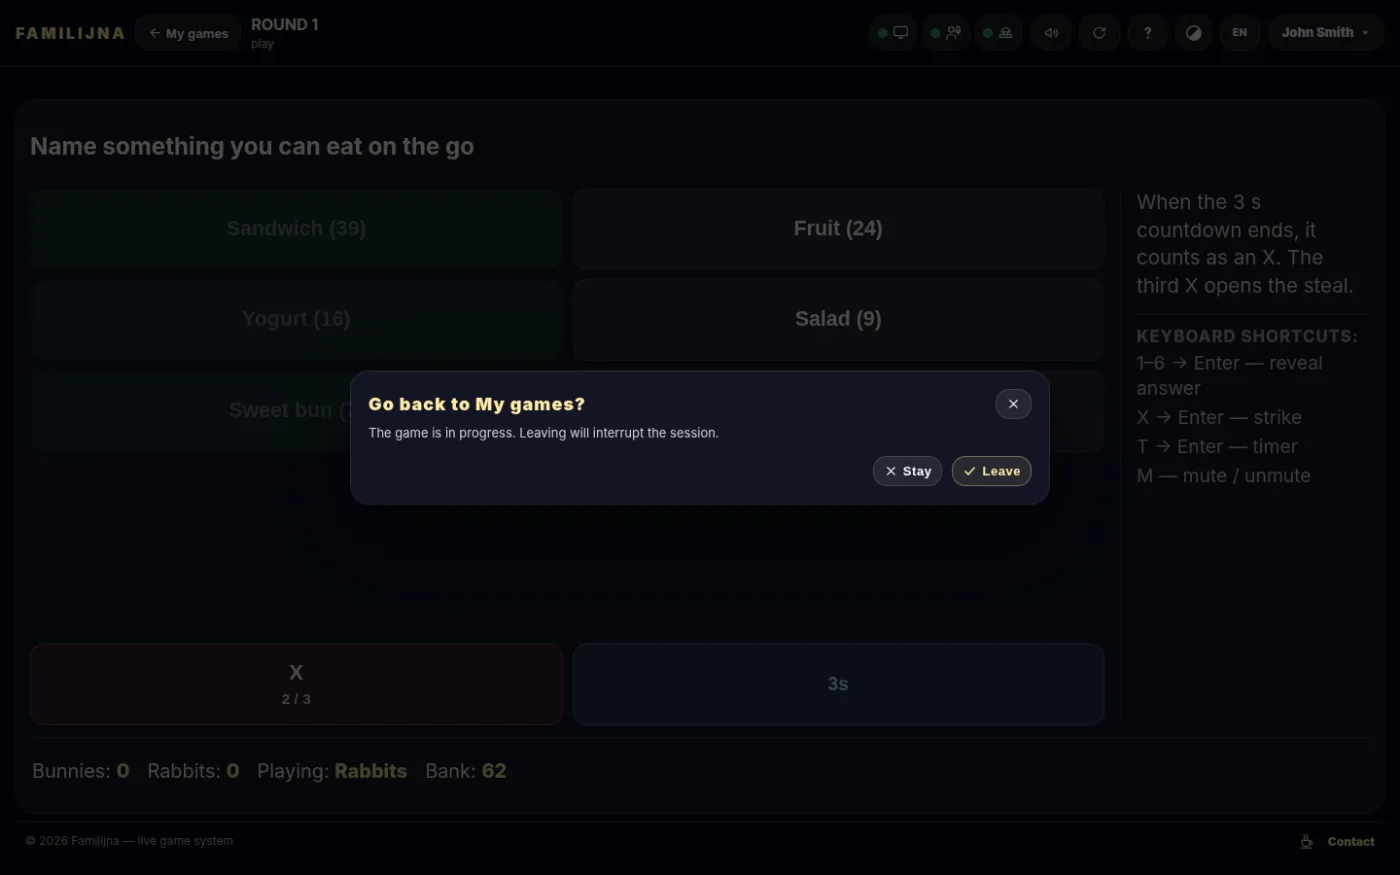 FAMILIJNA
← My games
ROUND 1
play
?
EN
John Smith
Name something you can eat on the go
Sandwich (39)
Fruit (24)
Yogurt (16)
Salad (9)
Sweet bun (
When the 3 s
countdown ends, it
counts as an X. The
third X opens the steal.
KEYBOARD SHORTCUTS:
1–6 → Enter — reveal
answer
X → Enter — strike
T → Enter — timer
M — mute / unmute
Go back to My games?
The game is in progress. Leaving will interrupt the session.
✕ Stay
✓ Leave
X
2 / 3
3s
Bunnies: 0 Rabbits: 0 Playing: Rabbits Bank: 62
© 2026 Familijna — live game system
Contact